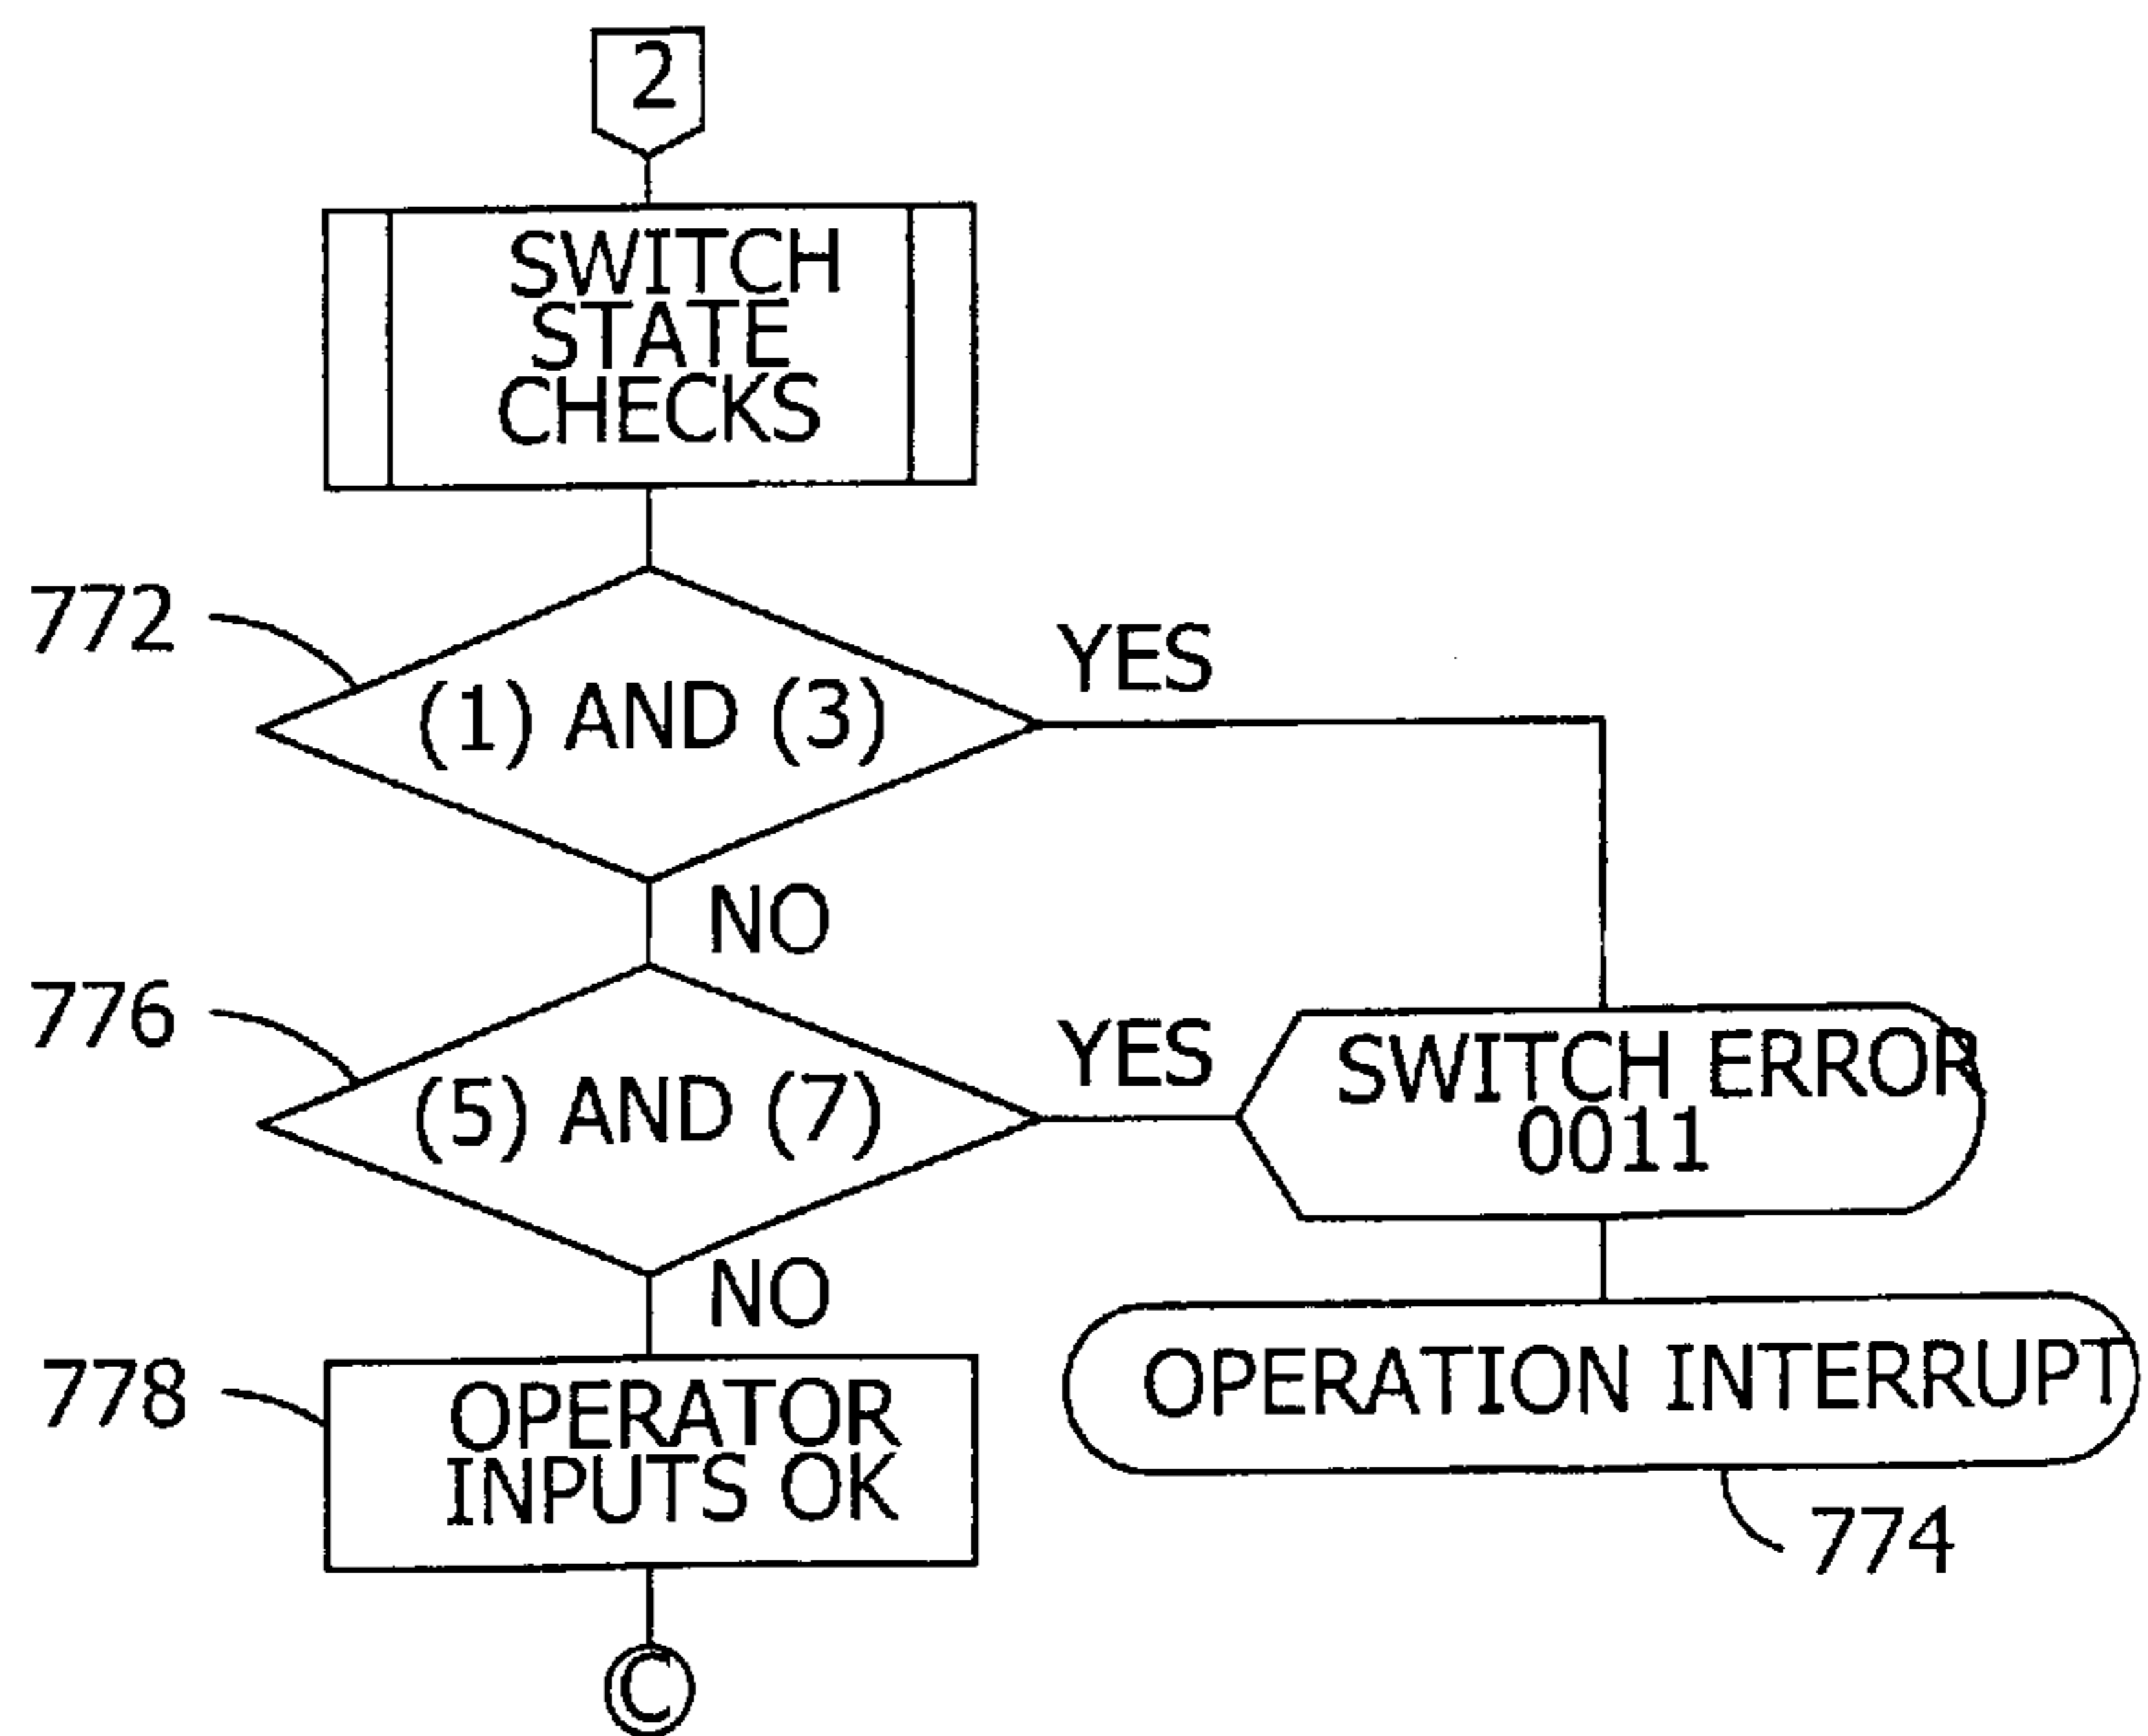 2
SWITCH
STATE
CHECKS
772
(1) AND (3)
YES
NO
776
(5) AND (7)
YES
SWITCH ERROR
0011
NO
778
OPERATOR
INPUTS OK
OPERATION INTERRUPT
774
C